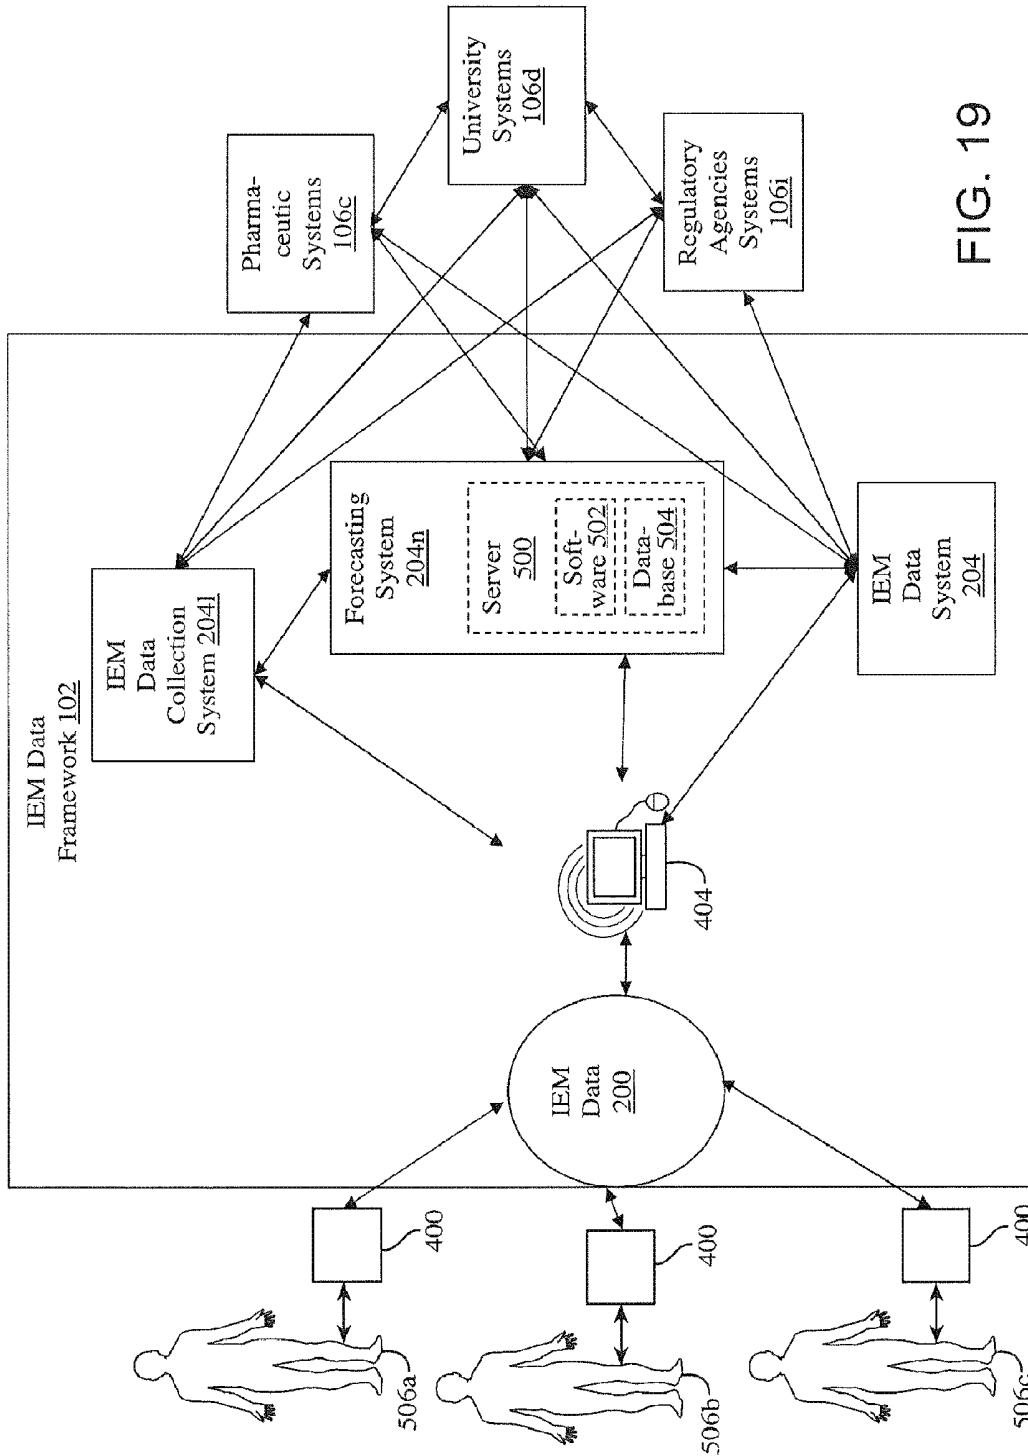 IEM Data
Framework 102
IEM
Data
Collection
System 204l
Forecasting
System
204n
Server
500
Soft-
ware 502
Data-
base 504
IEM
Data
System
204
Pharma-
ceutic
Systems
106c
University
Systems
106d
Regulatory
Agencies
Systems
106i
IEM
Data
200
404
400
400
400
506a
506b
506c
FIG. 19